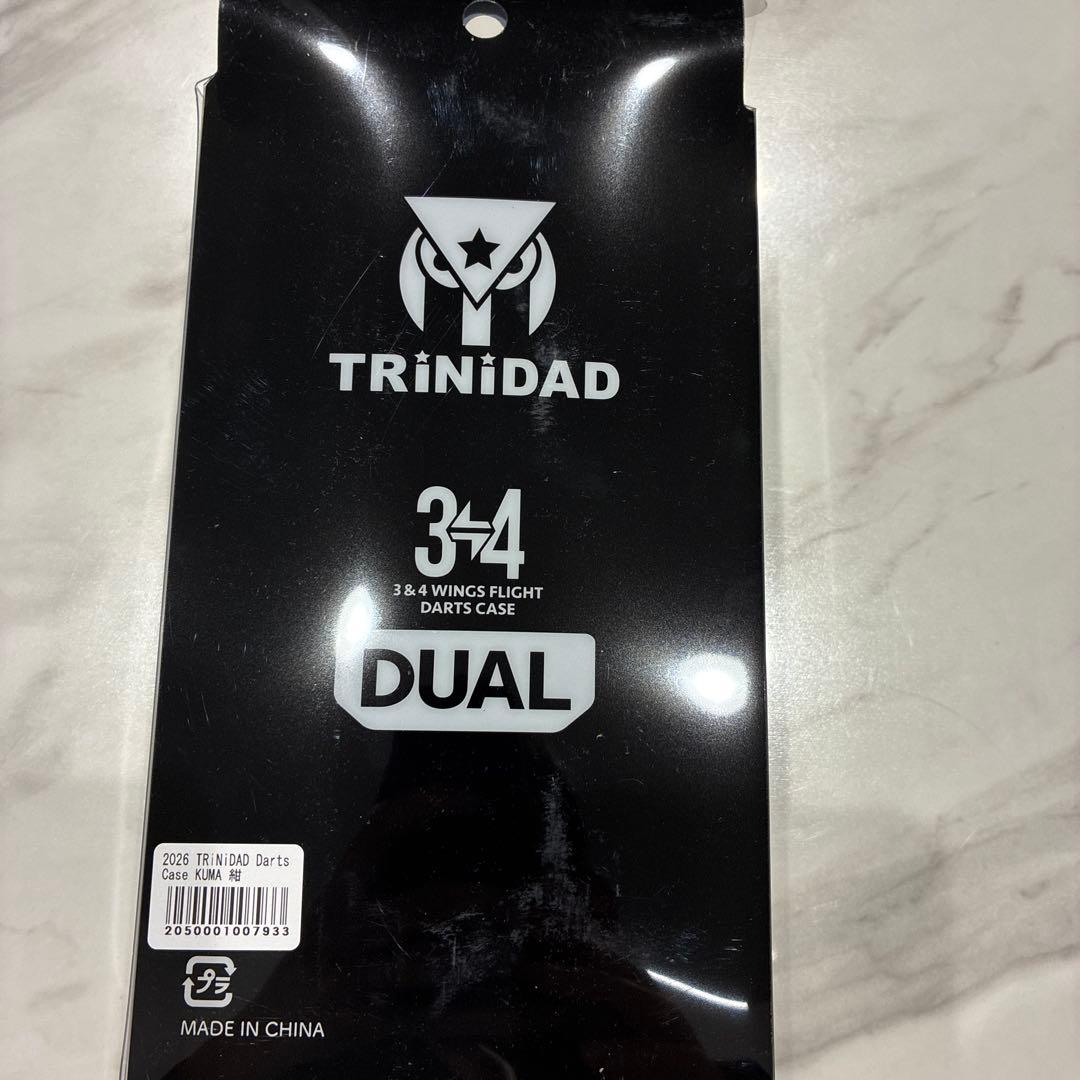 TRiNiDAD
3⇆4
3 & 4 WINGS FLIGHT
DARTS CASE
DUAL
2026 TRiNiDAD Darts
Case KUMA 紺
2050001007933
プラ
MADE IN CHINA